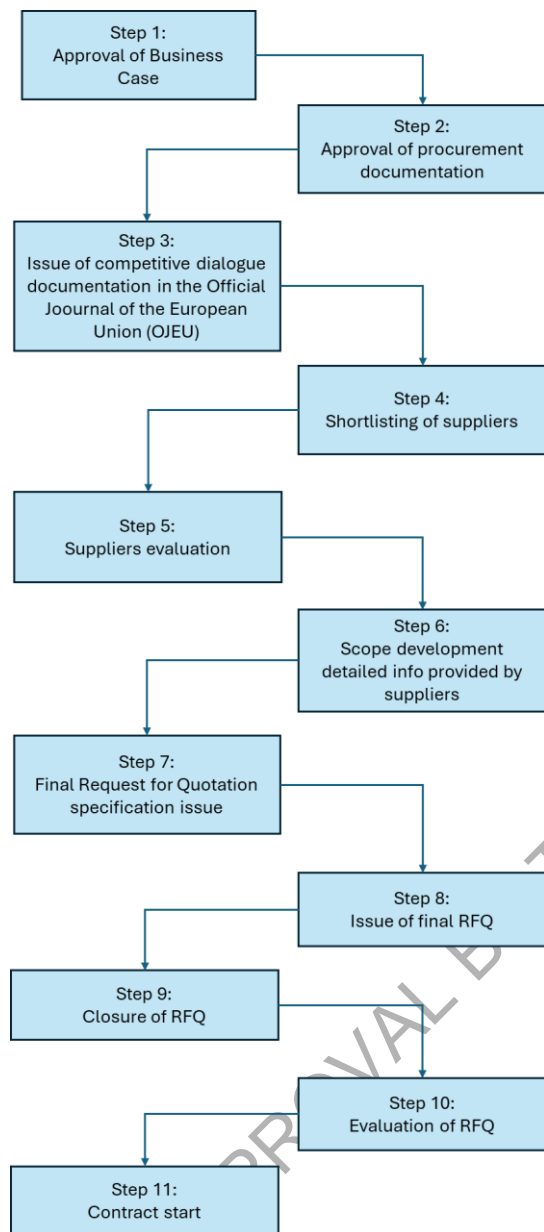 Step 1:
Approval of Business
Case
Step 2:
Approval of procurement
documentation
Step 3:
Issue of competitive dialogue
documentation in the Official
Joournal of the European
Union (OJEU)
Step 4:
Shortlisting of suppliers
Step 5:
Suppliers evaluation
Step 6:
Scope development
detailed info provided by
suppliers
Step 7:
Final Request for Quotation
specification issue
Step 8:
Issue of final RFQ
Step 9:
Closure of RFQ
Step 10:
Evaluation of RFQ
Step 11:
Contract start